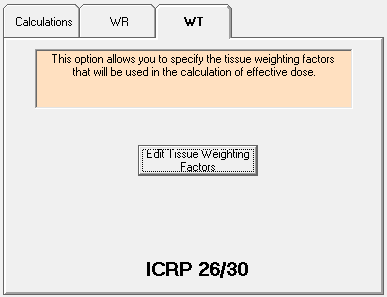 Calculations WR WT
This option allows you to specify the tissue weighting factors
that will be used in the calculation of effective dose.
Edit Tissue Weighting
Factors
ICRP 26/30